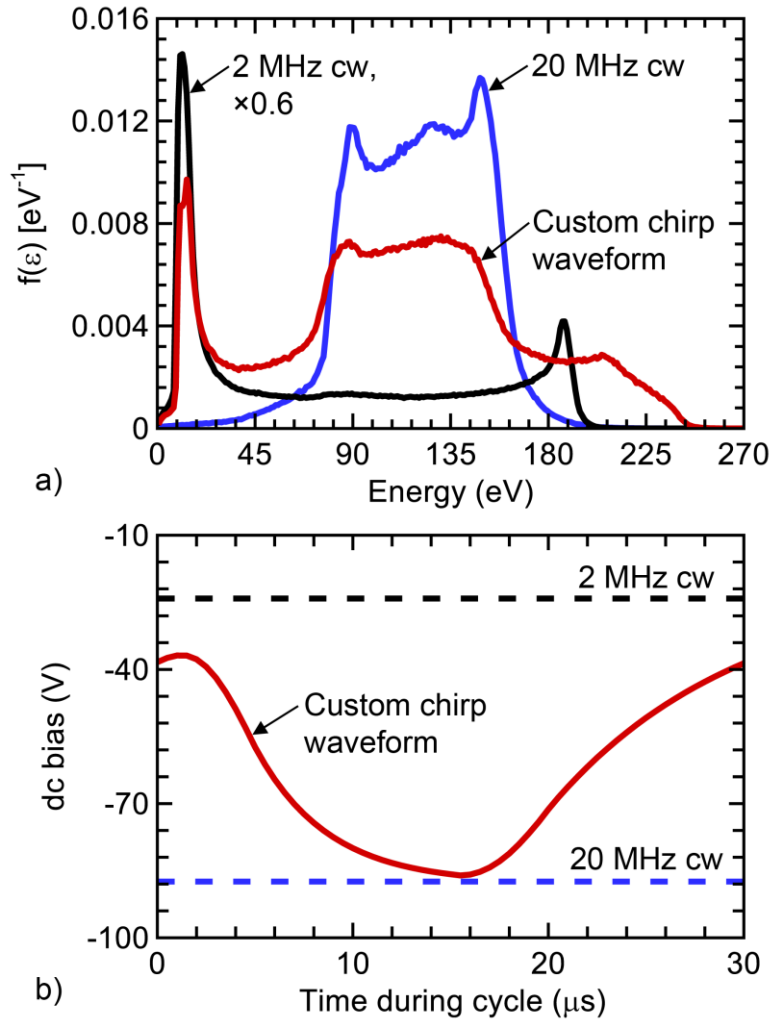 0.016
2 MHz cw,
×0.6
20 MHz cw
0.012
f(ε) [eV⁻¹]
0.008
Custom chirp
waveform
0.004
0
0 45 90 135 180 225 270
a)
Energy (eV)
-10
2 MHz cw
-40
dc bias (V)
Custom chirp
waveform
-70
20 MHz cw
-100
0 10 20 30
b)
Time during cycle (μs)